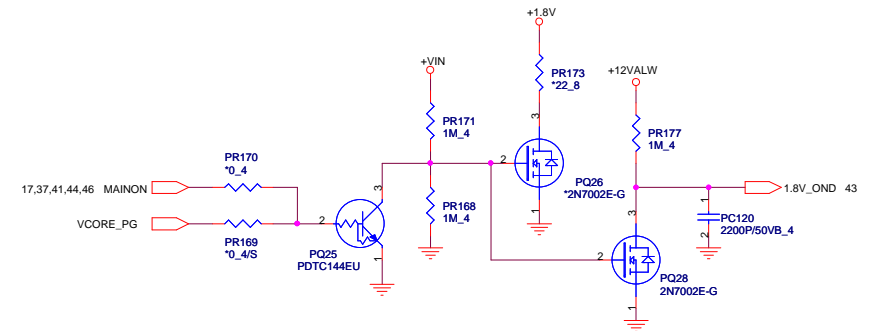 +1.8V
+VIN
PR173
*22_8
+12VALW
3
PR171
1M_4
PR177
1M_4
PR170
*0_4
2
17,37,41,44,46 MAINON
3
PQ26
*2N7002E-G
1.8V_OND 43
PR168
1M_4
1
1
3
PC120
2200P/50VB_4
VCORE_PG
2
PR169
*0_4/S
PQ25
PDTC144EU
1
2
2
PQ28
2N7002E-G
1